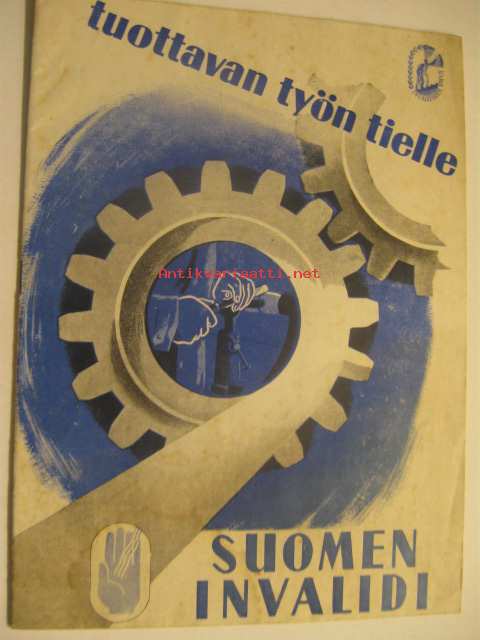 tuottavan työn tielle
Antikvariaatti.net
SUOMEN
INVALIDI